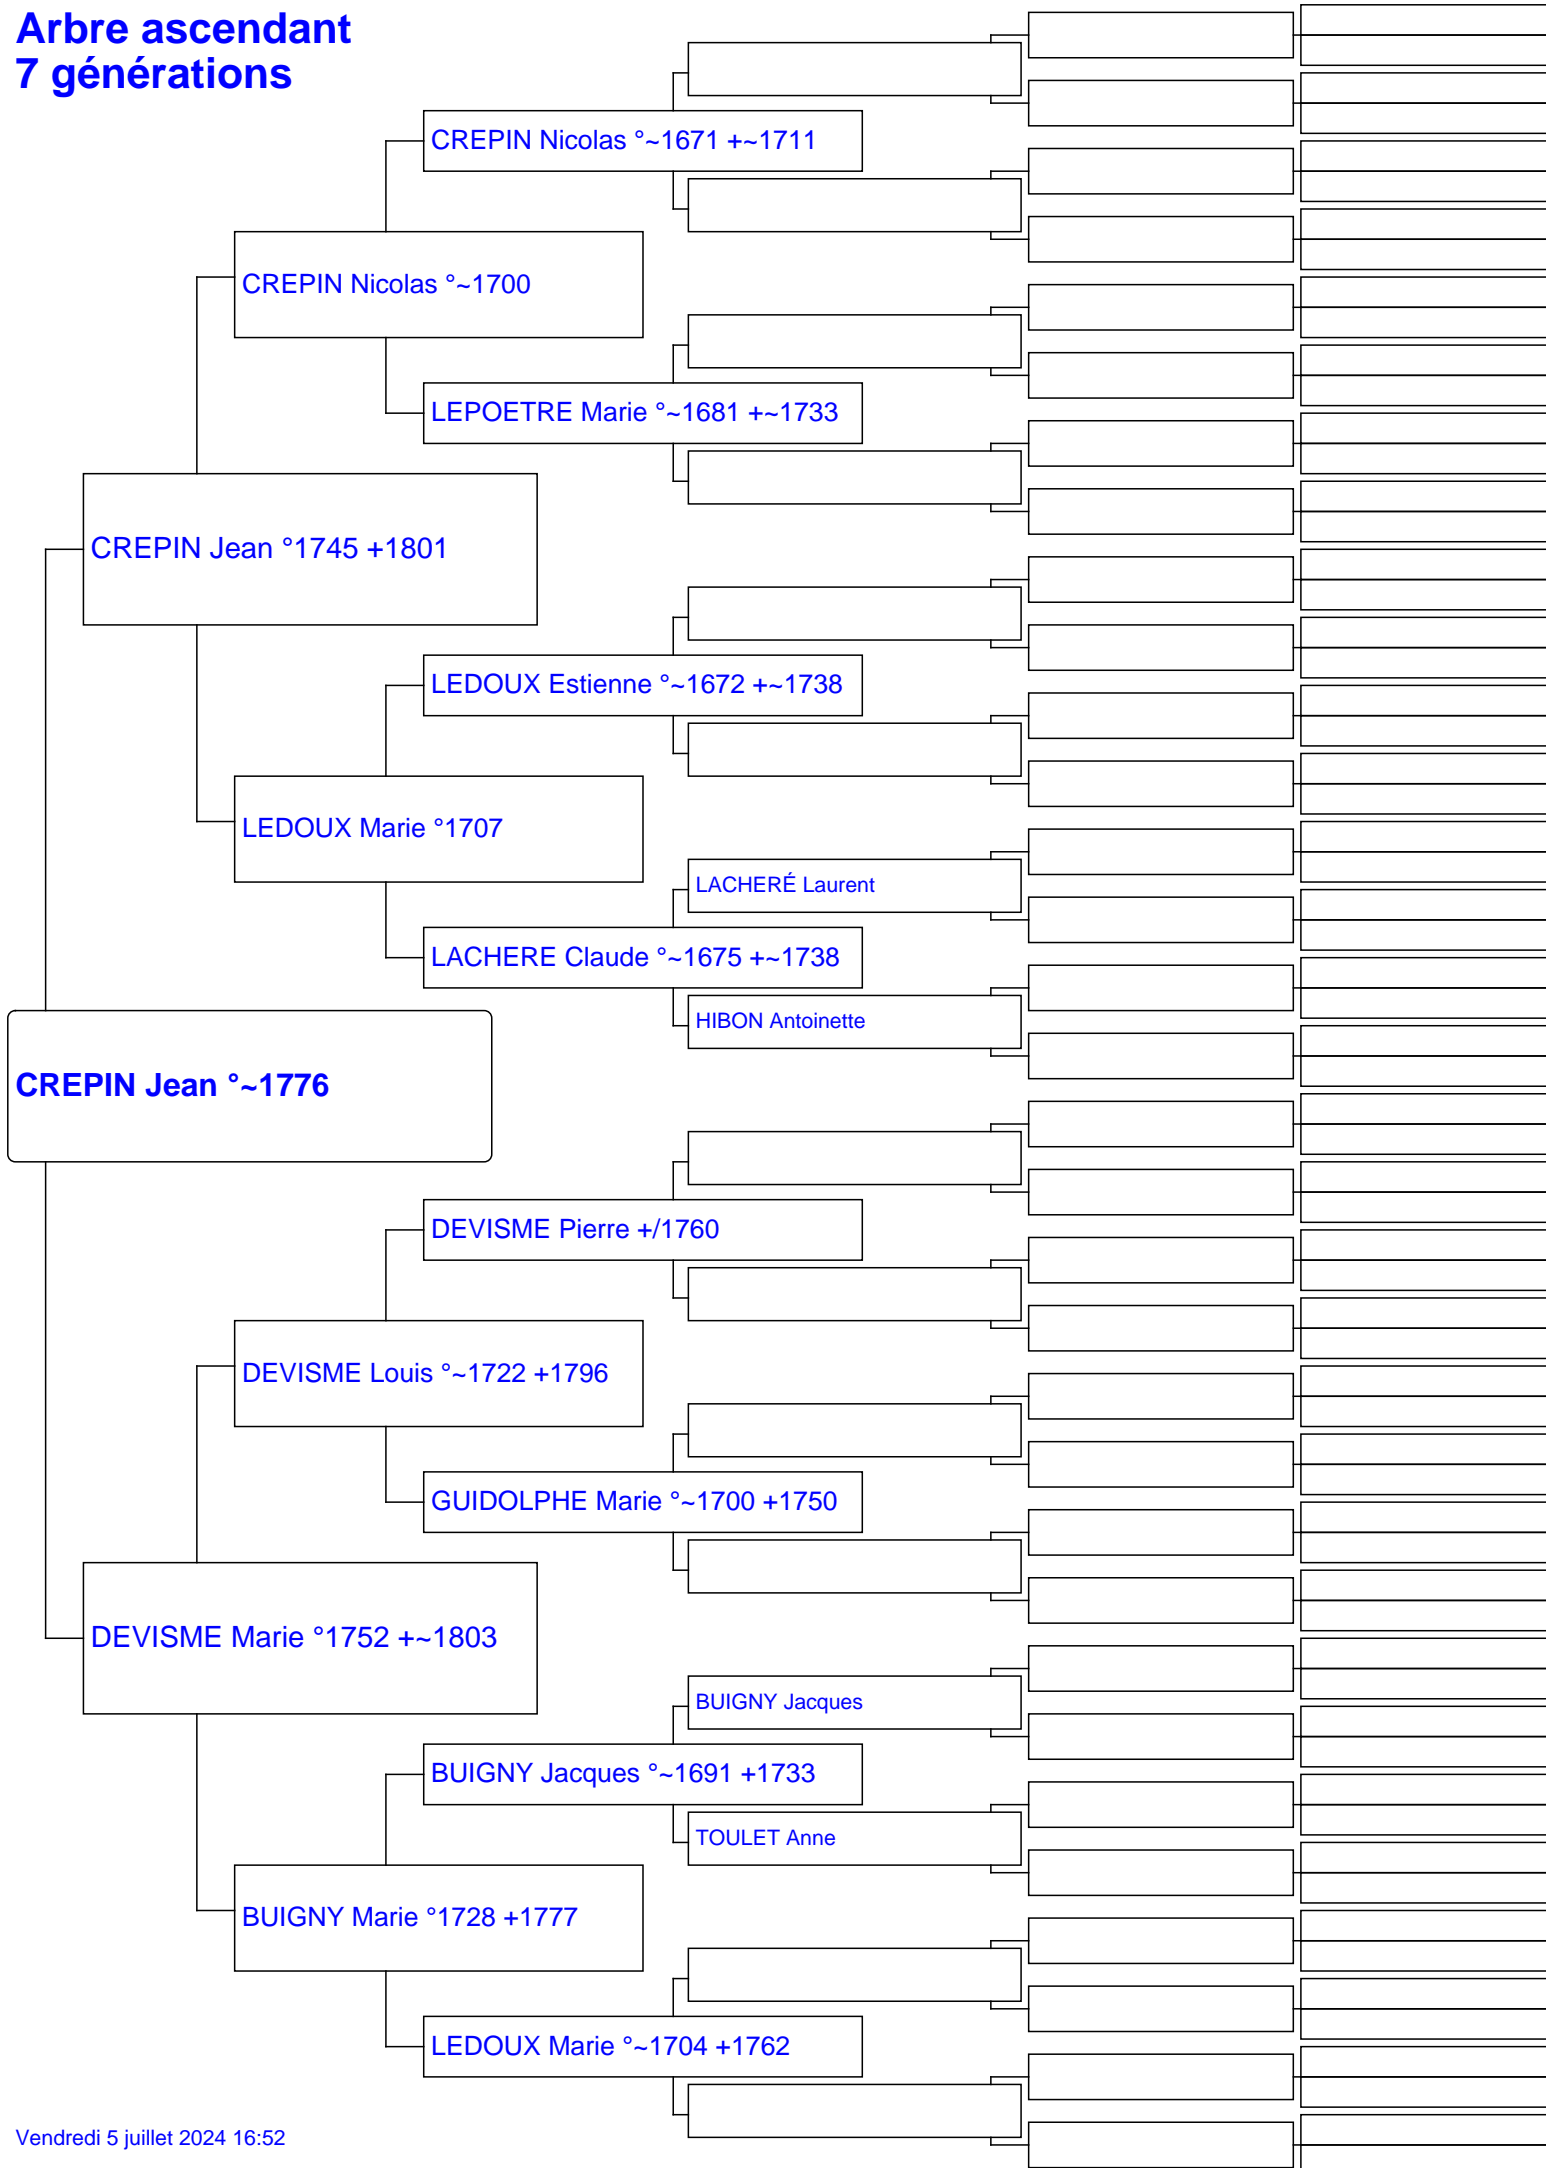 Arbre ascendant
7 générations
CREPIN Nicolas °~1671 +~1711
CREPIN Nicolas °~1700
LEPOETRE Marie °~1681 +~1733
CREPIN Jean °1745 +1801
LEDOUX Estienne °~1672 +~1738
LEDOUX Marie °1707
LACHERÉ Laurent
LACHERE Claude °~1675 +~1738
HIBON Antoinette
CREPIN Jean °~1776
DEVISME Pierre +/1760
DEVISME Louis °~1722 +1796
GUIDOLPHE Marie °~1700 +1750
DEVISME Marie °1752 +~1803
BUIGNY Jacques
BUIGNY Jacques °~1691 +1733
TOULET Anne
BUIGNY Marie °1728 +1777
LEDOUX Marie °~1704 +1762
Vendredi 5 juillet 2024 16:52